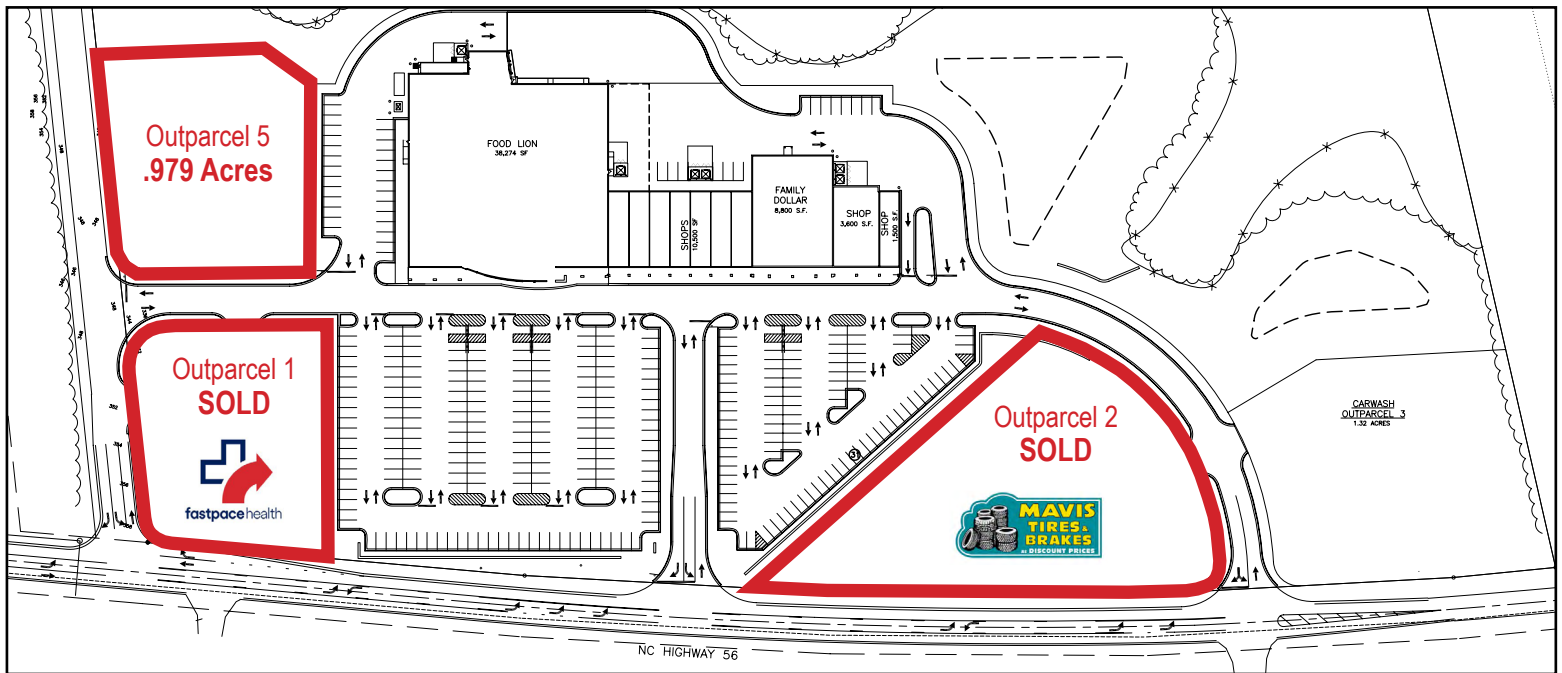 Outparcel 5
.979 Acres
FOOD LION
38,274 SF
SHOPS
10,500 SF
FAMILY
DOLLAR
8,800 S.F.
SHOP
3,600 S.F.
SHOP
1,500 S.F.
Outparcel 1
SOLD
fastpace health
31
Outparcel 2
SOLD
MAVIS
TIRES &
BRAKES
at DISCOUNT PRICES
CARWASH
OUTPARCEL 3
1.32 ACRES
NC HIGHWAY 56